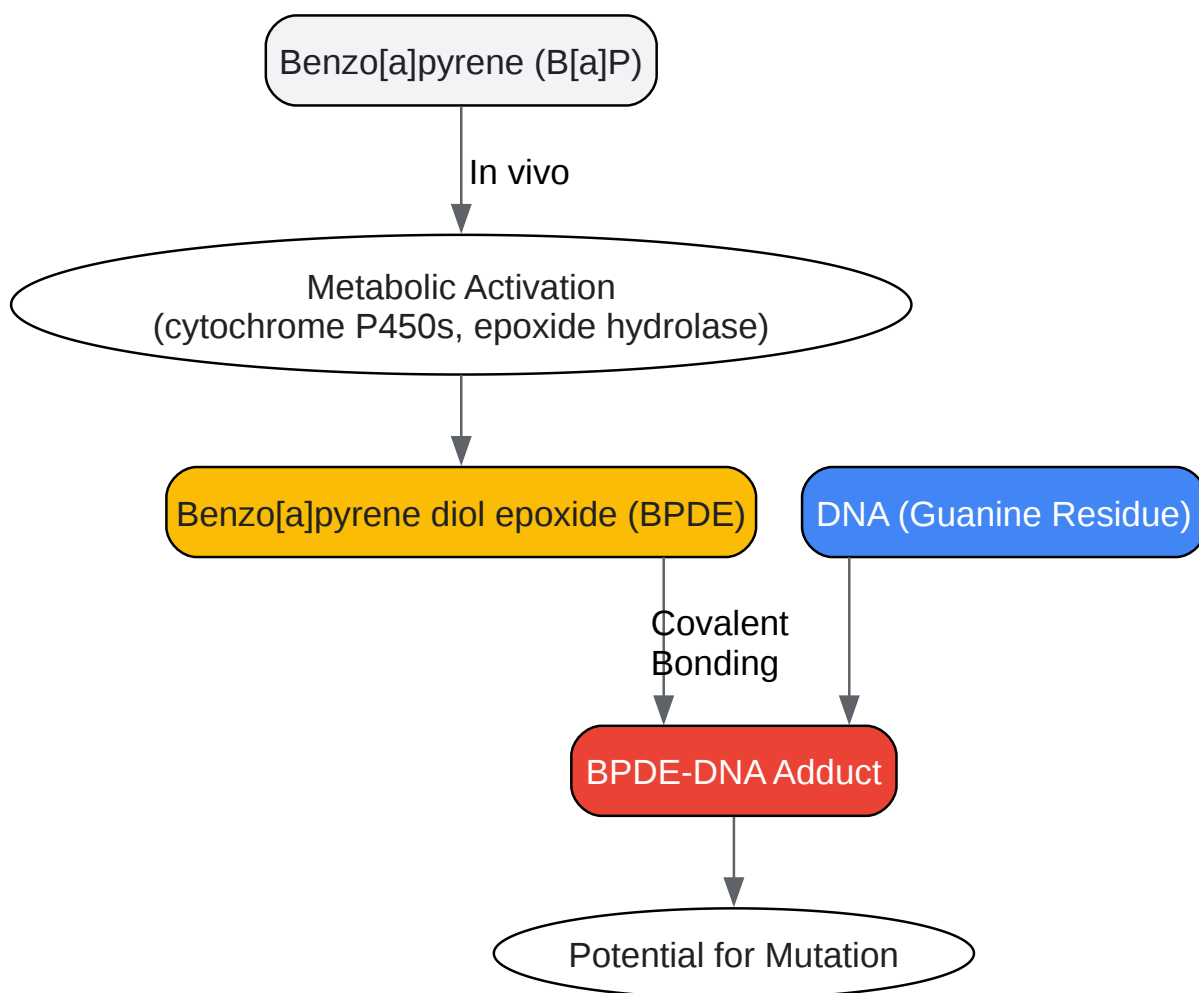 Benzo[a]pyrene (B[a]P)
In vivo
Metabolic Activation
(cytochrome P450s, epoxide hydrolase)
Benzo[a]pyrene diol epoxide (BPDE)
DNA (Guanine Residue)
Covalent
Bonding
BPDE-DNA Adduct
Potential for Mutation